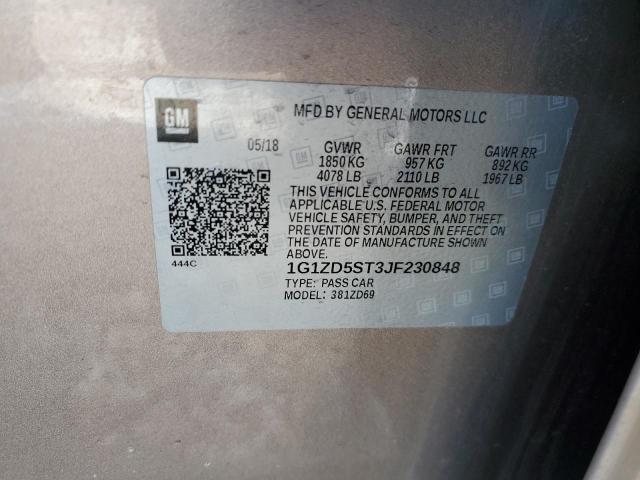 GM
MFD BY GENERAL MOTORS LLC
05/18 GVWR GAWR FRT GAWR RR
1850 KG 957 KG 892 KG
4078 LB 2110 LB 1967 LB
THIS VEHICLE CONFORMS TO ALL
APPLICABLE U.S. FEDERAL MOTOR
VEHICLE SAFETY, BUMPER, AND THEFT
PREVENTION STANDARDS IN EFFECT ON
THE DATE OF MANUFACTURE SHOWN ABOVE.
444C
1G1ZD5ST3JF230848
TYPE: PASS CAR
MODEL: 381ZD69